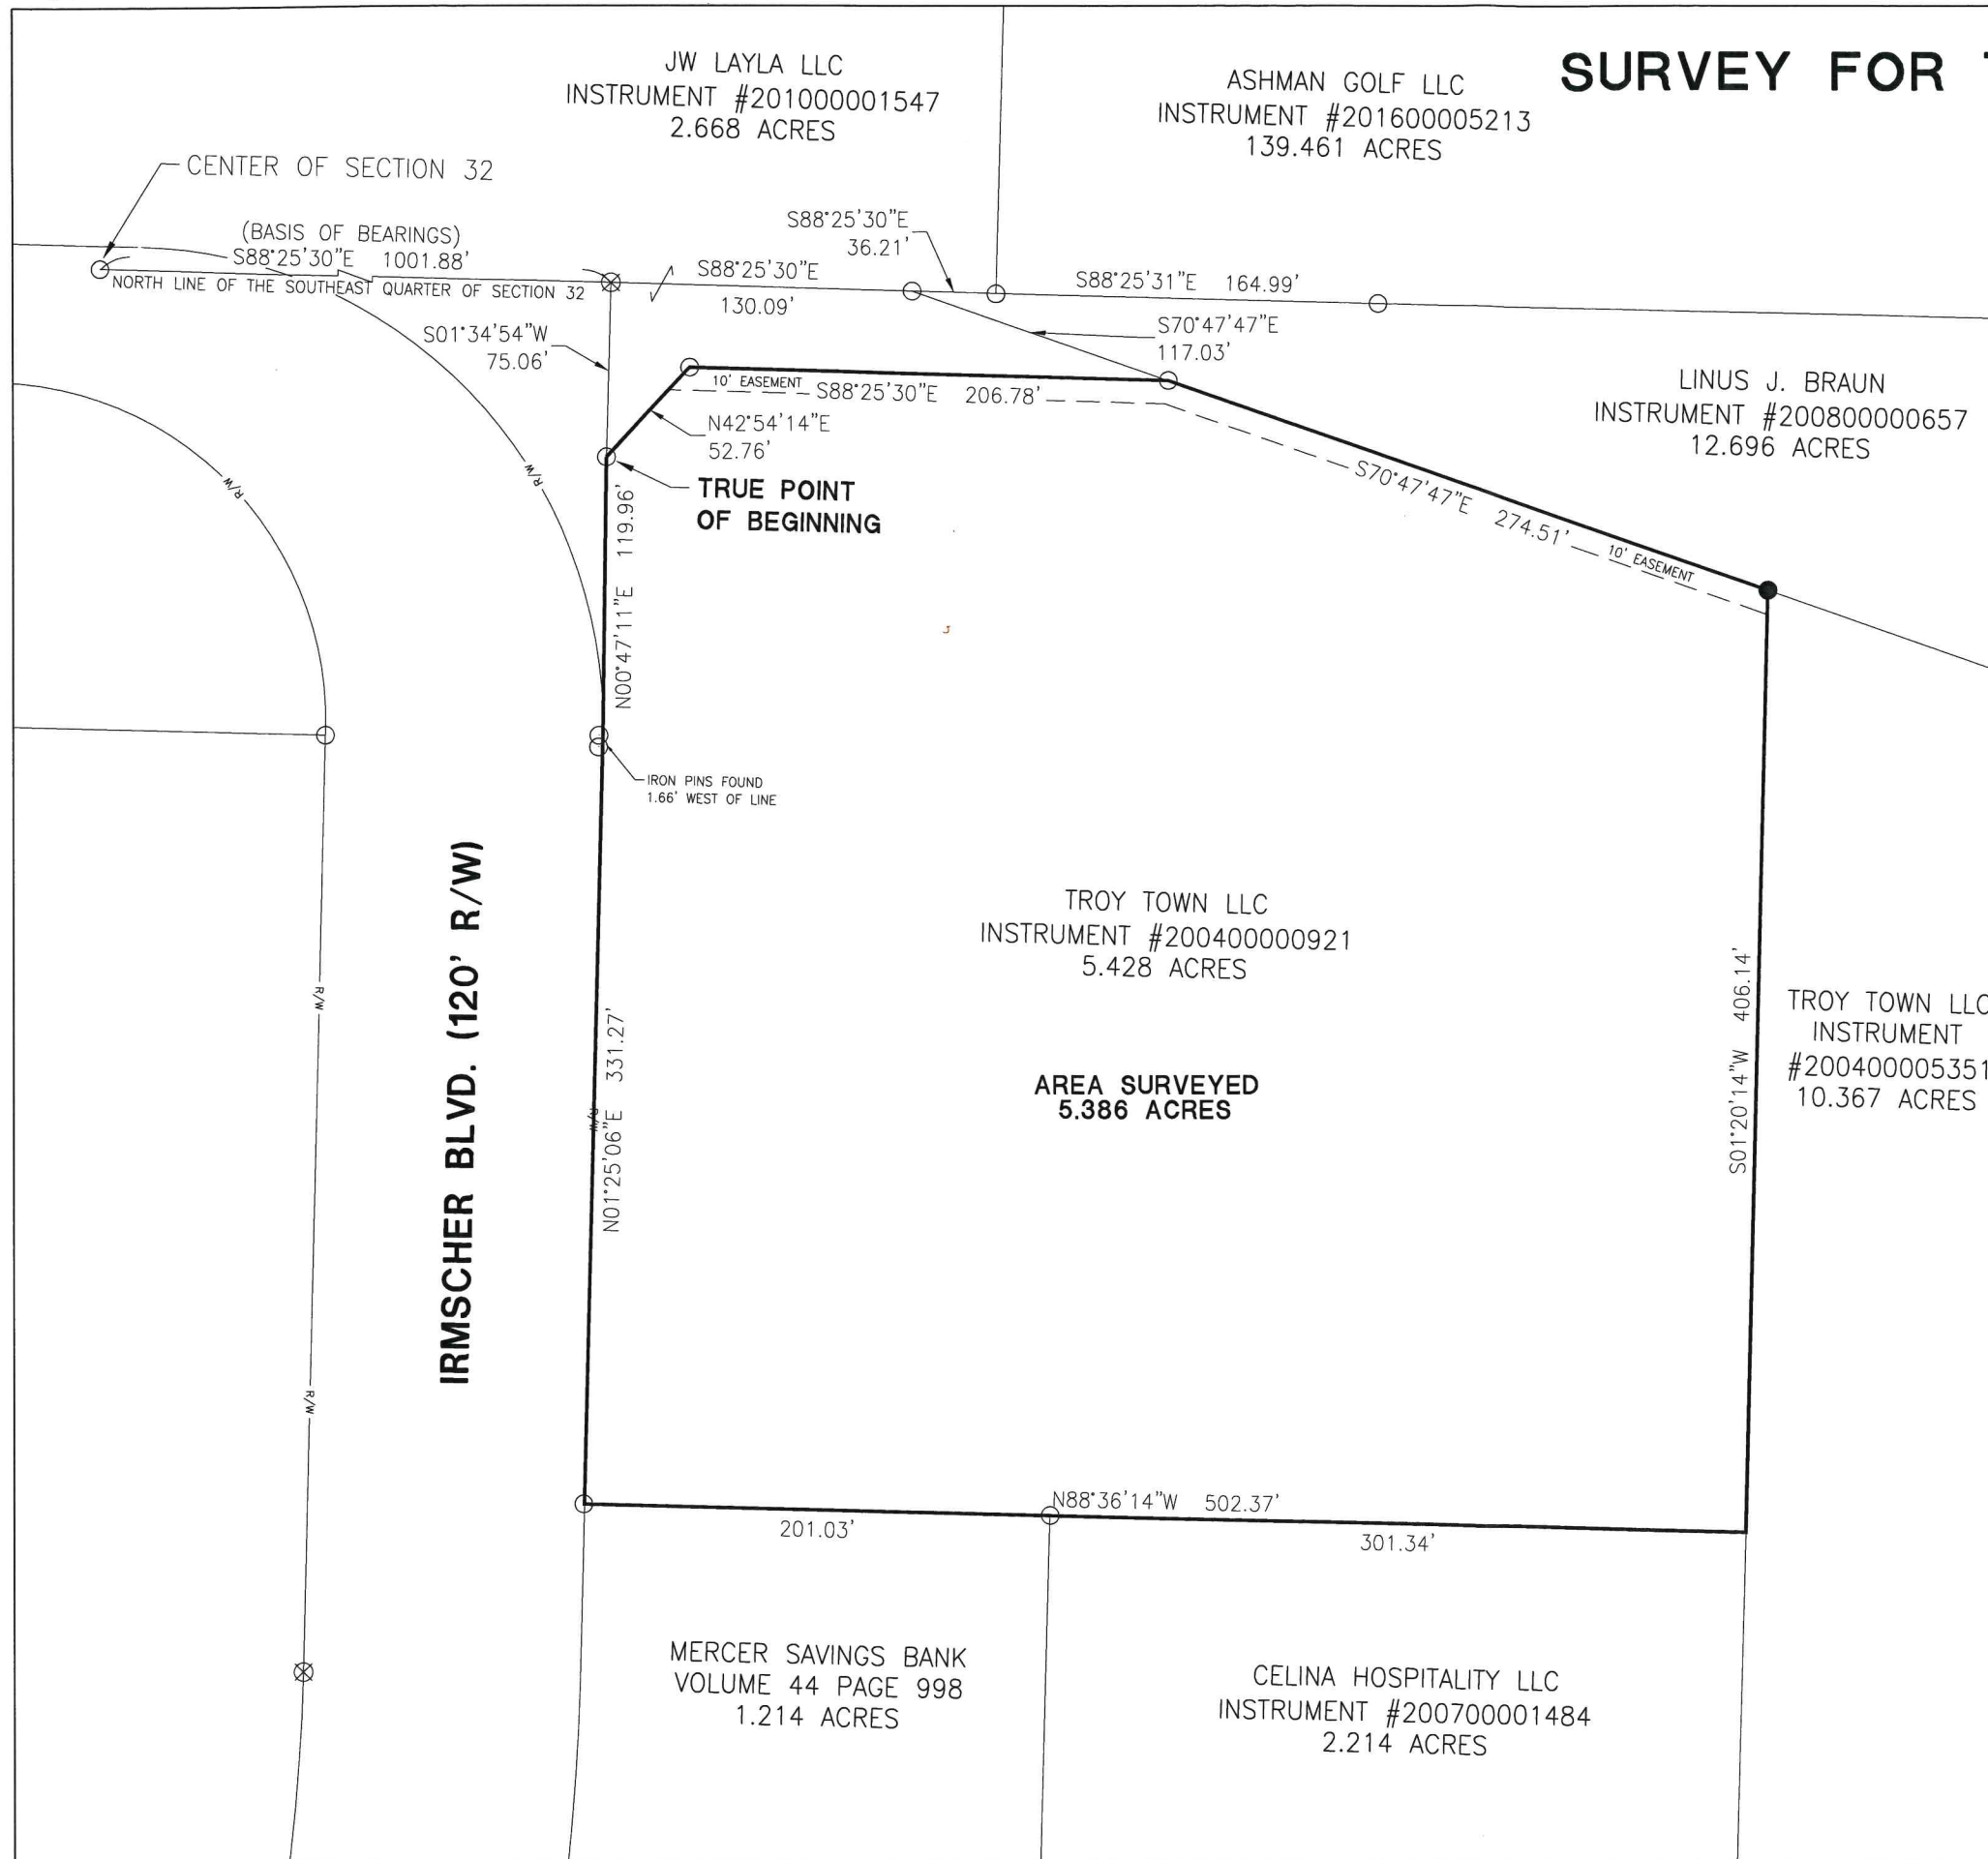 SURVEY FOR
JW LAYLA LLC
INSTRUMENT #201000001547
2.668 ACRES
ASHMAN GOLF LLC
INSTRUMENT #201600005213
139.461 ACRES
CENTER OF SECTION 32
(BASIS OF BEARINGS)
S88°25'30"E 1001.88'
NORTH LINE OF THE SOUTHEAST QUARTER OF SECTION 32
S88°25'30"E
36.21'
S88°25'30"E
130.09'
S88°25'31"E 164.99'
S01°34'54"W
75.06'
S70°47'47"E
117.03'
10' EASEMENT
S88°25'30"E 206.78'
N42°54'14"E
52.76'
LINUS J. BRAUN
INSTRUMENT #200800000657
12.696 ACRES
TRUE POINT
OF BEGINNING
S70°47'47"E 274.51'
10' EASEMENT
R/W
R/W
N00°47'11"E 119.96'
IRON PINS FOUND
1.66' WEST OF LINE
IRMSCHER BLVD. (120' R/W)
TROY TOWN LLC
INSTRUMENT #200400000921
5.428 ACRES
AREA SURVEYED
5.386 ACRES
S01°20'14"W 406.14'
TROY TOWN LLC
INSTRUMENT
#200400005351
10.367 ACRES
R/W
N01°25'06"E 331.27'
R/W
R/W
N88°36'14"W 502.37'
201.03'
301.34'
MERCER SAVINGS BANK
VOLUME 44 PAGE 998
1.214 ACRES
CELINA HOSPITALITY LLC
INSTRUMENT #200700001484
2.214 ACRES